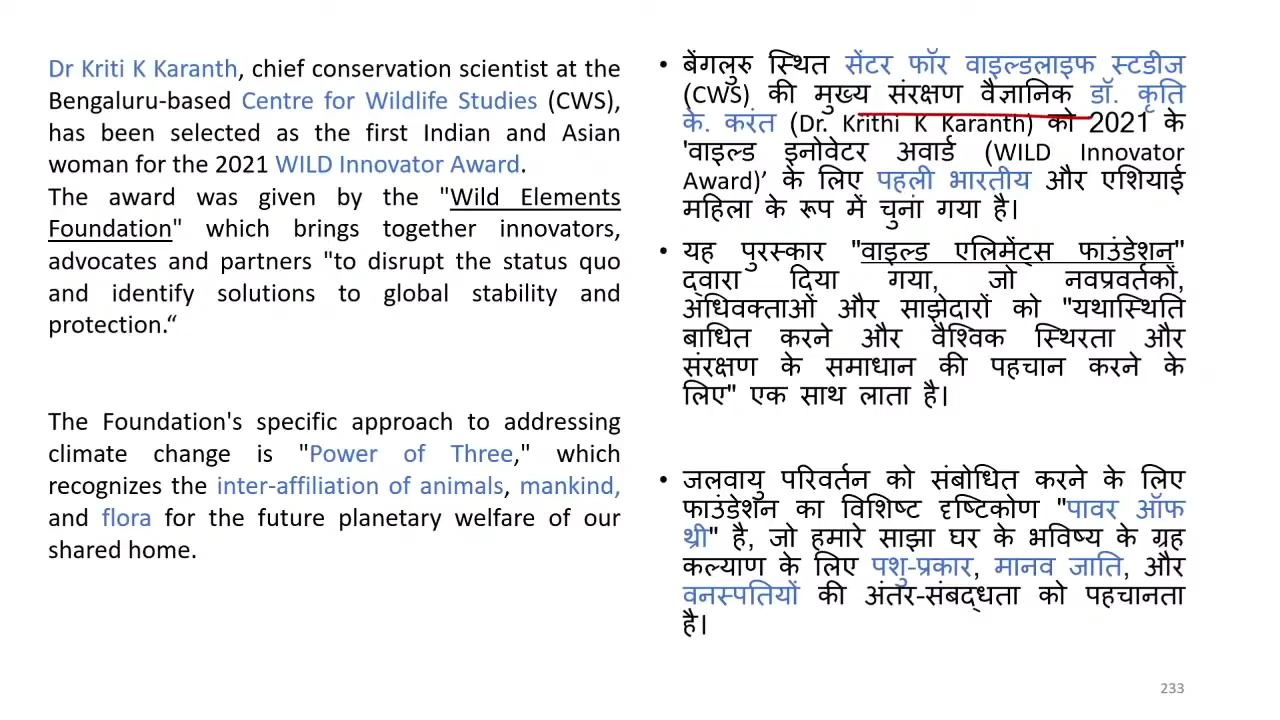 Dr Kriti K Karanth, chief conservation scientist at the
Bengaluru-based Centre for Wildlife Studies (CWS),
has been selected as the first Indian and Asian
woman for the 2021 WILD Innovator Award.
The award was given by the "Wild Elements
Foundation" which brings together innovators,
advocates and partners "to disrupt the status quo
and identify solutions to global stability and
protection.“
The Foundation's specific approach to addressing
climate change is "Power of Three," which
recognizes the inter-affiliation of animals, mankind,
and flora for the future planetary welfare of our
shared home.
• बेंगलुरु स्थित सेंटर फॉर वाइल्डलाइफ स्टडीज
(CWS) की मुख्य संरक्षण वैज्ञानिक डॉ. कृति
के. करंत (Dr. Krithi K Karanth) को 2021 के
'वाइल्ड इनोवेटर अवार्ड (WILD Innovator
Award)’ के लिए पहली भारतीय और एशियाई
महिला के रूप में चुना गया है।
• यह पुरस्कार "वाइल्ड एलिमेंट्स फाउंडेशन"
द्वारा दिया गया, जो नवप्रवर्तकों,
अधिवक्ताओं और साझेदारों को "यथास्थिति
बाधित करने और वैश्विक स्थिरता और
संरक्षण के समाधान की पहचान करने के
लिए" एक साथ लाता है।
• जलवायु परिवर्तन को संबोधित करने के लिए
फाउंडेशन का विशिष्ट दृष्टिकोण "पावर ऑफ
थ्री" है, जो हमारे साझा घर के भविष्य के ग्रह
कल्याण के लिए पशु-प्रकार, मानव जाति, और
वनस्पतियों की अंतर-संबद्धता को पहचानता
है।
233